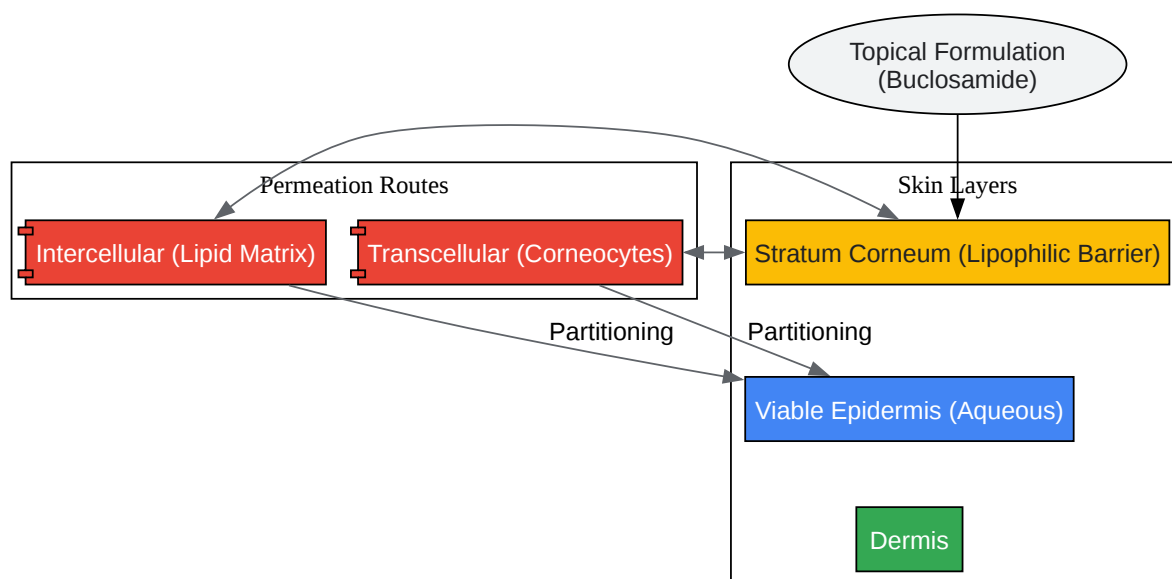 Topical Formulation
(Buclosamide)
Permeation Routes
Skin Layers
Intercellular (Lipid Matrix)
Transcellular (Corneocytes)
Stratum Corneum (Lipophilic Barrier)
Partitioning
Partitioning
Viable Epidermis (Aqueous)
Dermis